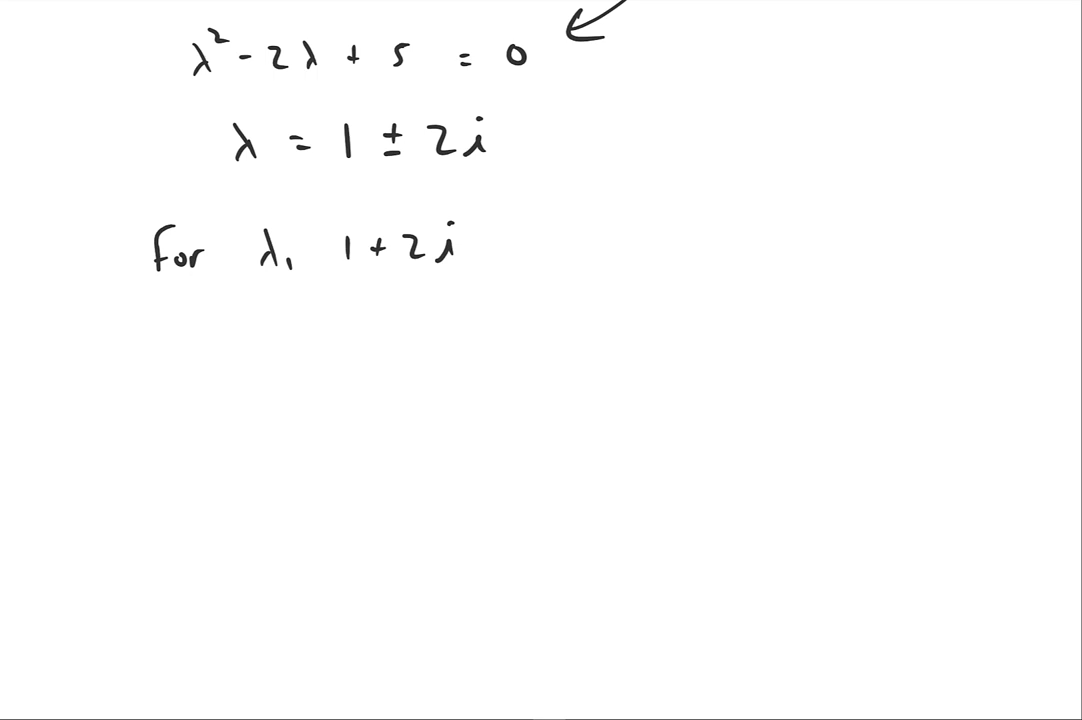 λ² - 2λ + 5 = 0
λ = 1 ± 2i
For λ₁ 1 + 2i